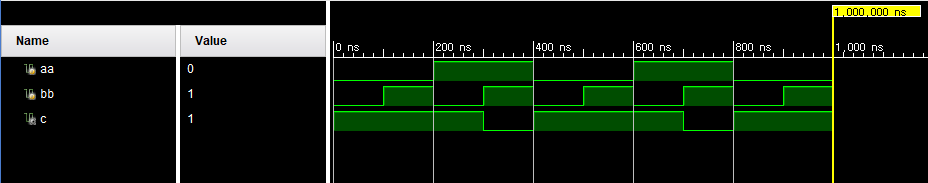 1,000,000 ns
Name Value
0 ns 200 ns 400 ns 600 ns 800 ns 1,000 ns
aa 0
bb 1
c 1